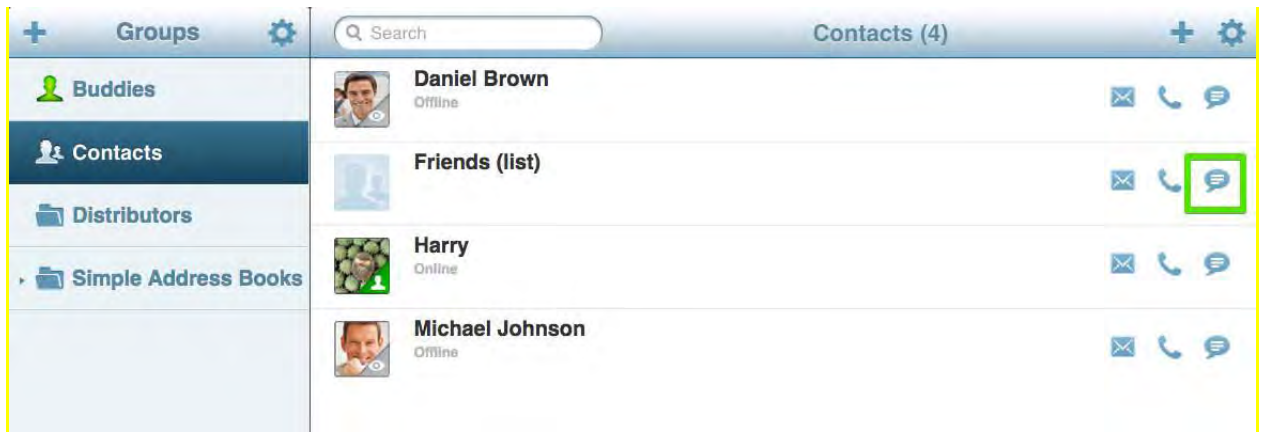 Groups
Search
Contacts (4)
Buddies
Contacts
Distributors
Simple Address Books
Daniel Brown
Offline
Friends (list)
Harry
Online
Michael Johnson
Offline